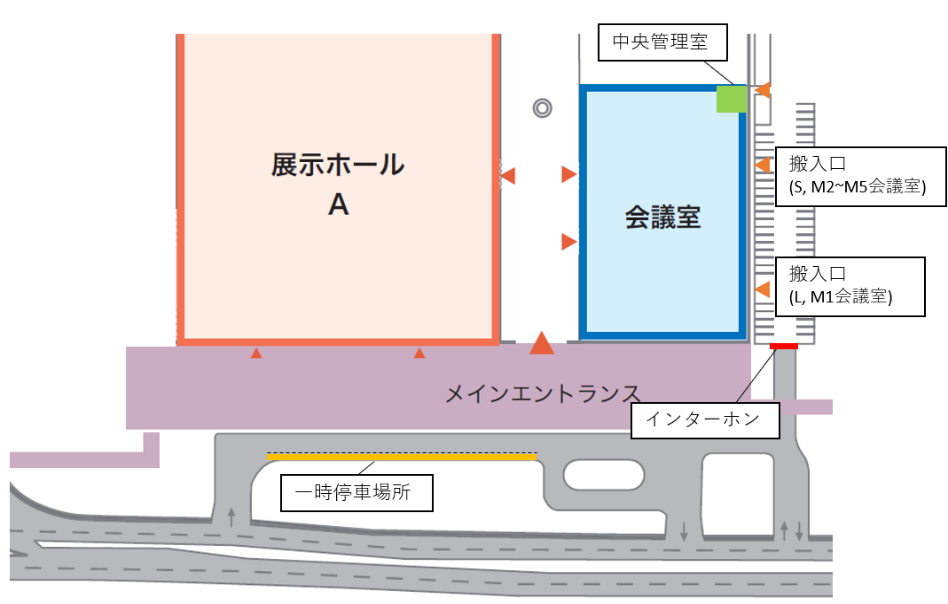 中央管理室
展示ホール
A
搬入口
(S, M2~M5会議室)
会議室
搬入口
(L, M1会議室)
メインエントランス
インターホン
一時停車場所